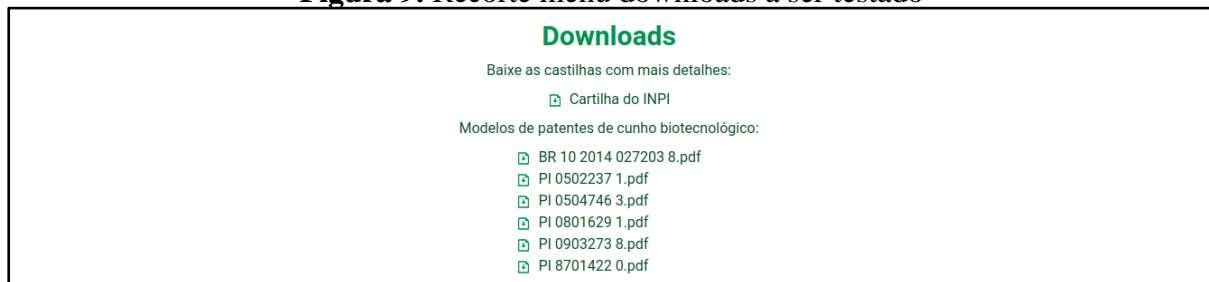 Figura 9. Recorte menu downloads a ser testado
Downloads
Baixe as castilhas com mais detalhes:
Cartilha do INPI
Modelos de patentes de cunho biotecnológico:
BR 10 2014 027203 8.pdf
PI 0502237 1.pdf
PI 0504746 3.pdf
PI 0801629 1.pdf
PI 0903273 8.pdf
PI 8701422 0.pdf